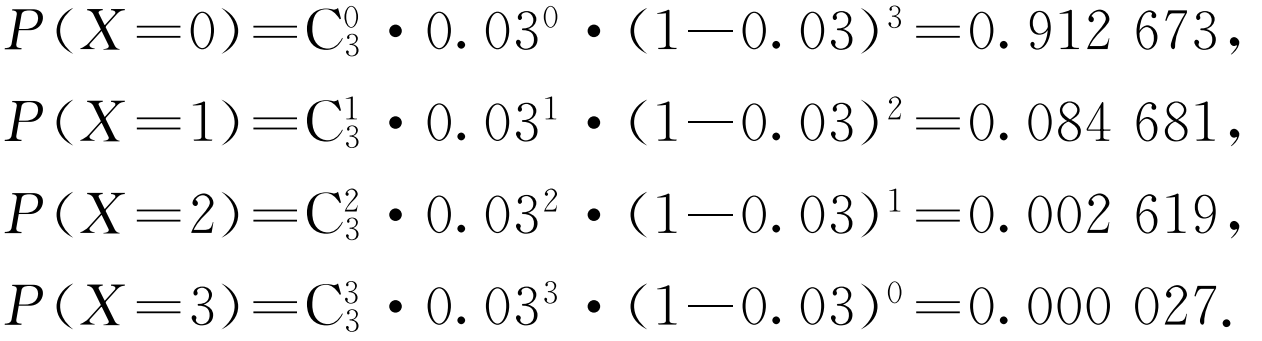 P(X=0)=C₃⁰ · 0.03⁰ · (1−0.03)³=0.912 673,
P(X=1)=C₃¹ · 0.03¹ · (1−0.03)²=0.084 681,
P(X=2)=C₃² · 0.03² · (1−0.03)¹=0.002 619,
P(X=3)=C₃³ · 0.03³ · (1−0.03)⁰=0.000 027.